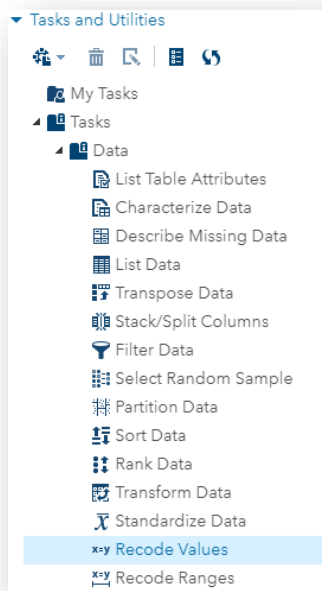 Tasks and Utilities
My Tasks
Tasks
Data
List Table Attributes
Characterize Data
Describe Missing Data
List Data
Transpose Data
Stack/Split Columns
Filter Data
Select Random Sample
Partition Data
Sort Data
Rank Data
Transform Data
Standardize Data
x=y Recode Values
x=y Recode Ranges